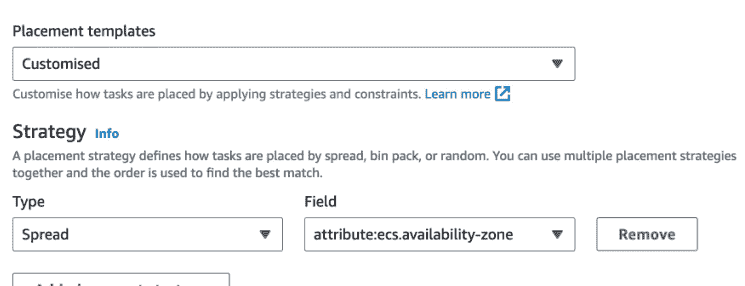 Placement templates
Customised
Customise how tasks are placed by applying strategies and constraints. Learn more
Strategy Info
A placement strategy defines how tasks are placed by spread, bin pack, or random. You can use multiple placement strategies
together and the order is used to find the best match.
Type Field
Spread attribute:ecs.availability-zone Remove